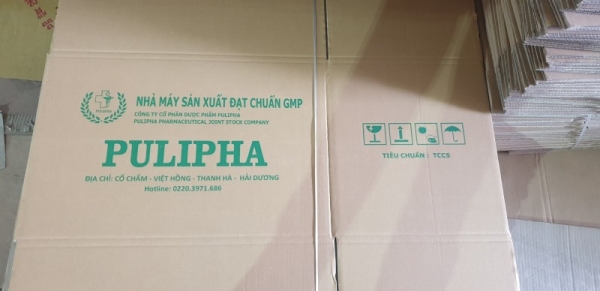 NHÀ MÁY SẢN XUẤT ĐẠT CHUẨN GMP
CÔNG TY CỔ PHẦN DƯỢC PHẨM PULIPHA
PULIPHA PHARMACEUTICAL JOINT STOCK COMPANY
PULIPHA
PULIPHA
ĐỊA CHỈ: CỔ CHẨM - VIỆT HỒNG - THANH HÀ - HẢI DƯƠNG
Hotline: 0220.3971.686
TIÊU CHUẨN : TCCS